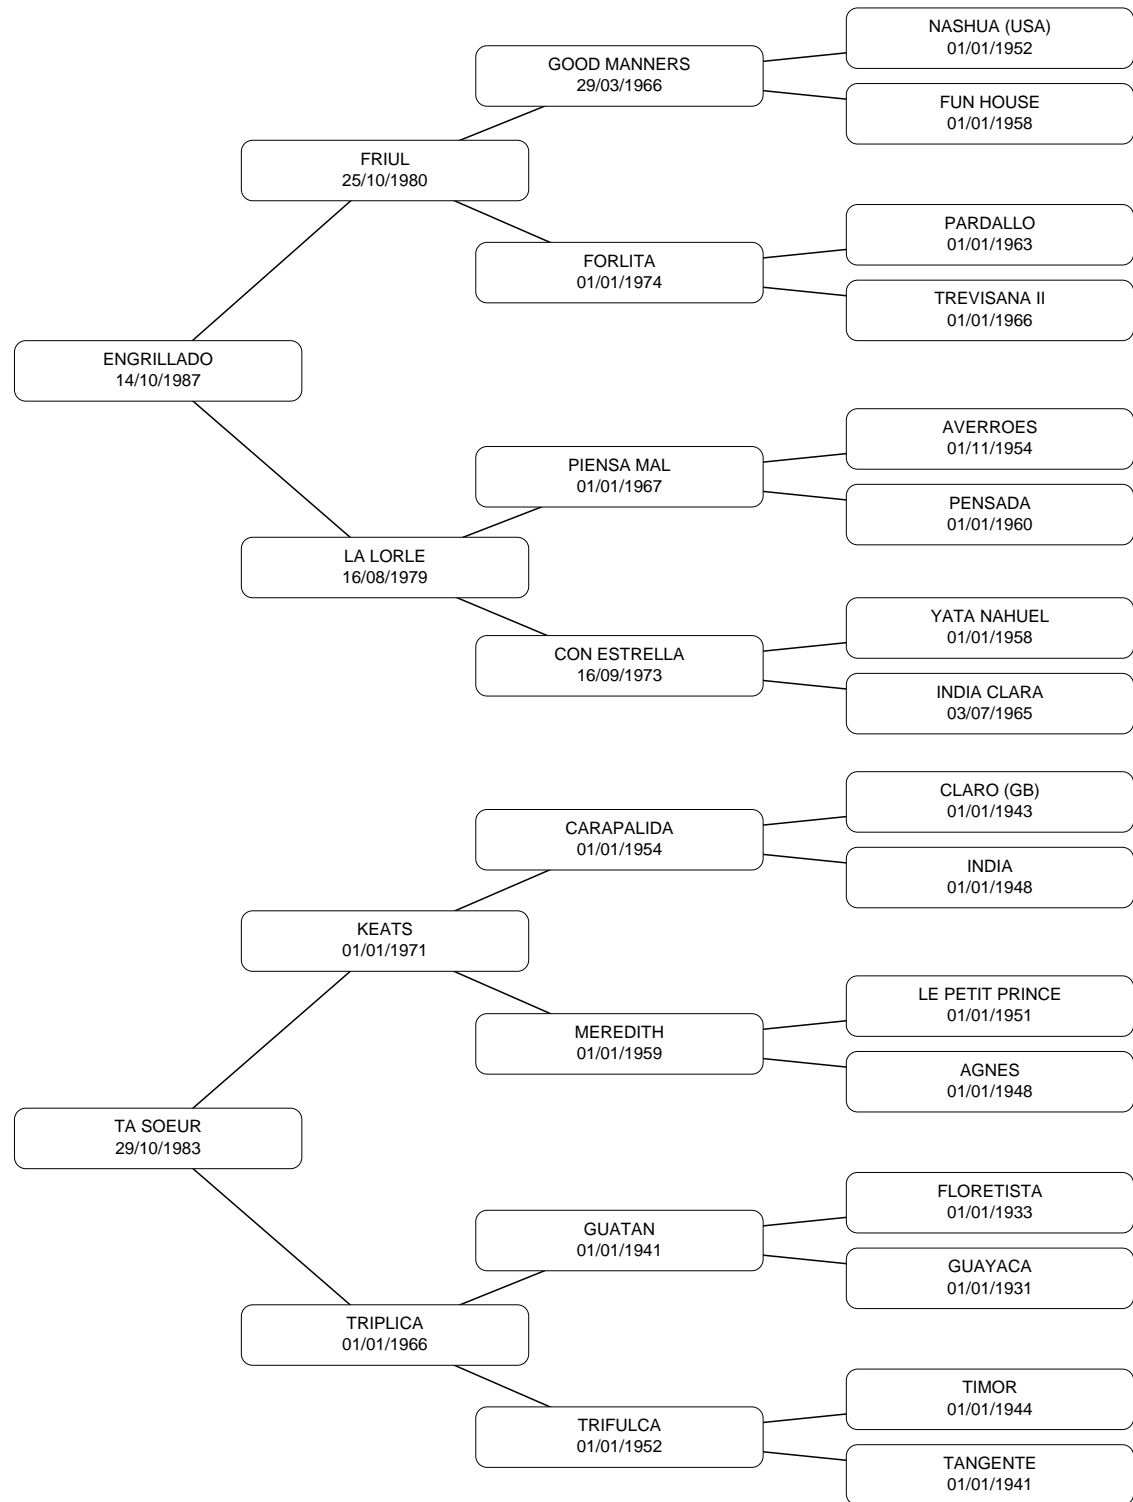 NASHUA (USA)
01/01/1952
GOOD MANNERS
29/03/1966
FUN HOUSE
01/01/1958
FRIUL
25/10/1980
PARDALLO
01/01/1963
FORLITA
01/01/1974
TREVISANA II
01/01/1966
ENGRILLADO
14/10/1987
AVERROES
01/11/1954
PIENSA MAL
01/01/1967
PENSADA
01/01/1960
LA LORLE
16/08/1979
YATA NAHUEL
01/01/1958
CON ESTRELLA
16/09/1973
INDIA CLARA
03/07/1965
CLARO (GB)
01/01/1943
CARAPALIDA
01/01/1954
INDIA
01/01/1948
KEATS
01/01/1971
LE PETIT PRINCE
01/01/1951
MEREDITH
01/01/1959
AGNES
01/01/1948
TA SOEUR
29/10/1983
FLORETISTA
01/01/1933
GUATAN
01/01/1941
GUAYACA
01/01/1931
TRIPLICA
01/01/1966
TIMOR
01/01/1944
TRIFULCA
01/01/1952
TANGENTE
01/01/1941